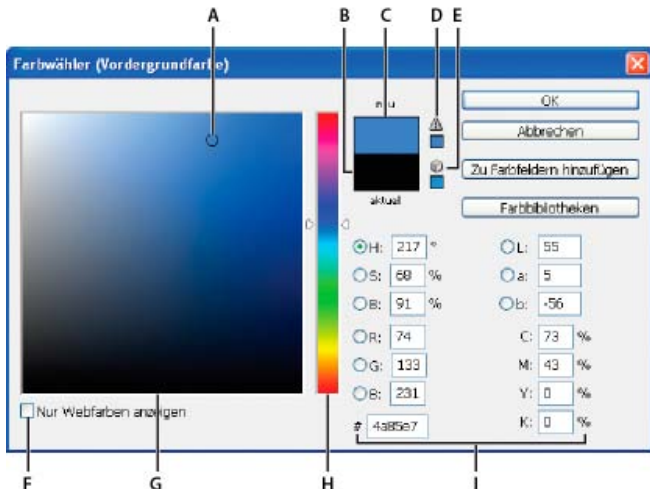 A B C D E
Farbwähler (Vordergrundfarbe)
neu
OK
Abbrechen
Zu Farbfeldern hinzufügen
aktuell
Farbbibliotheken
H: 217 ° L: 55
S: 68 % a: 5
B: 91 % b: -56
R: 74 C: 73 %
G: 133 M: 43 %
B: 231 Y: 0 %
Nur Webfarben anzeigen
# 4a85e7 K: 0 %
F G H I